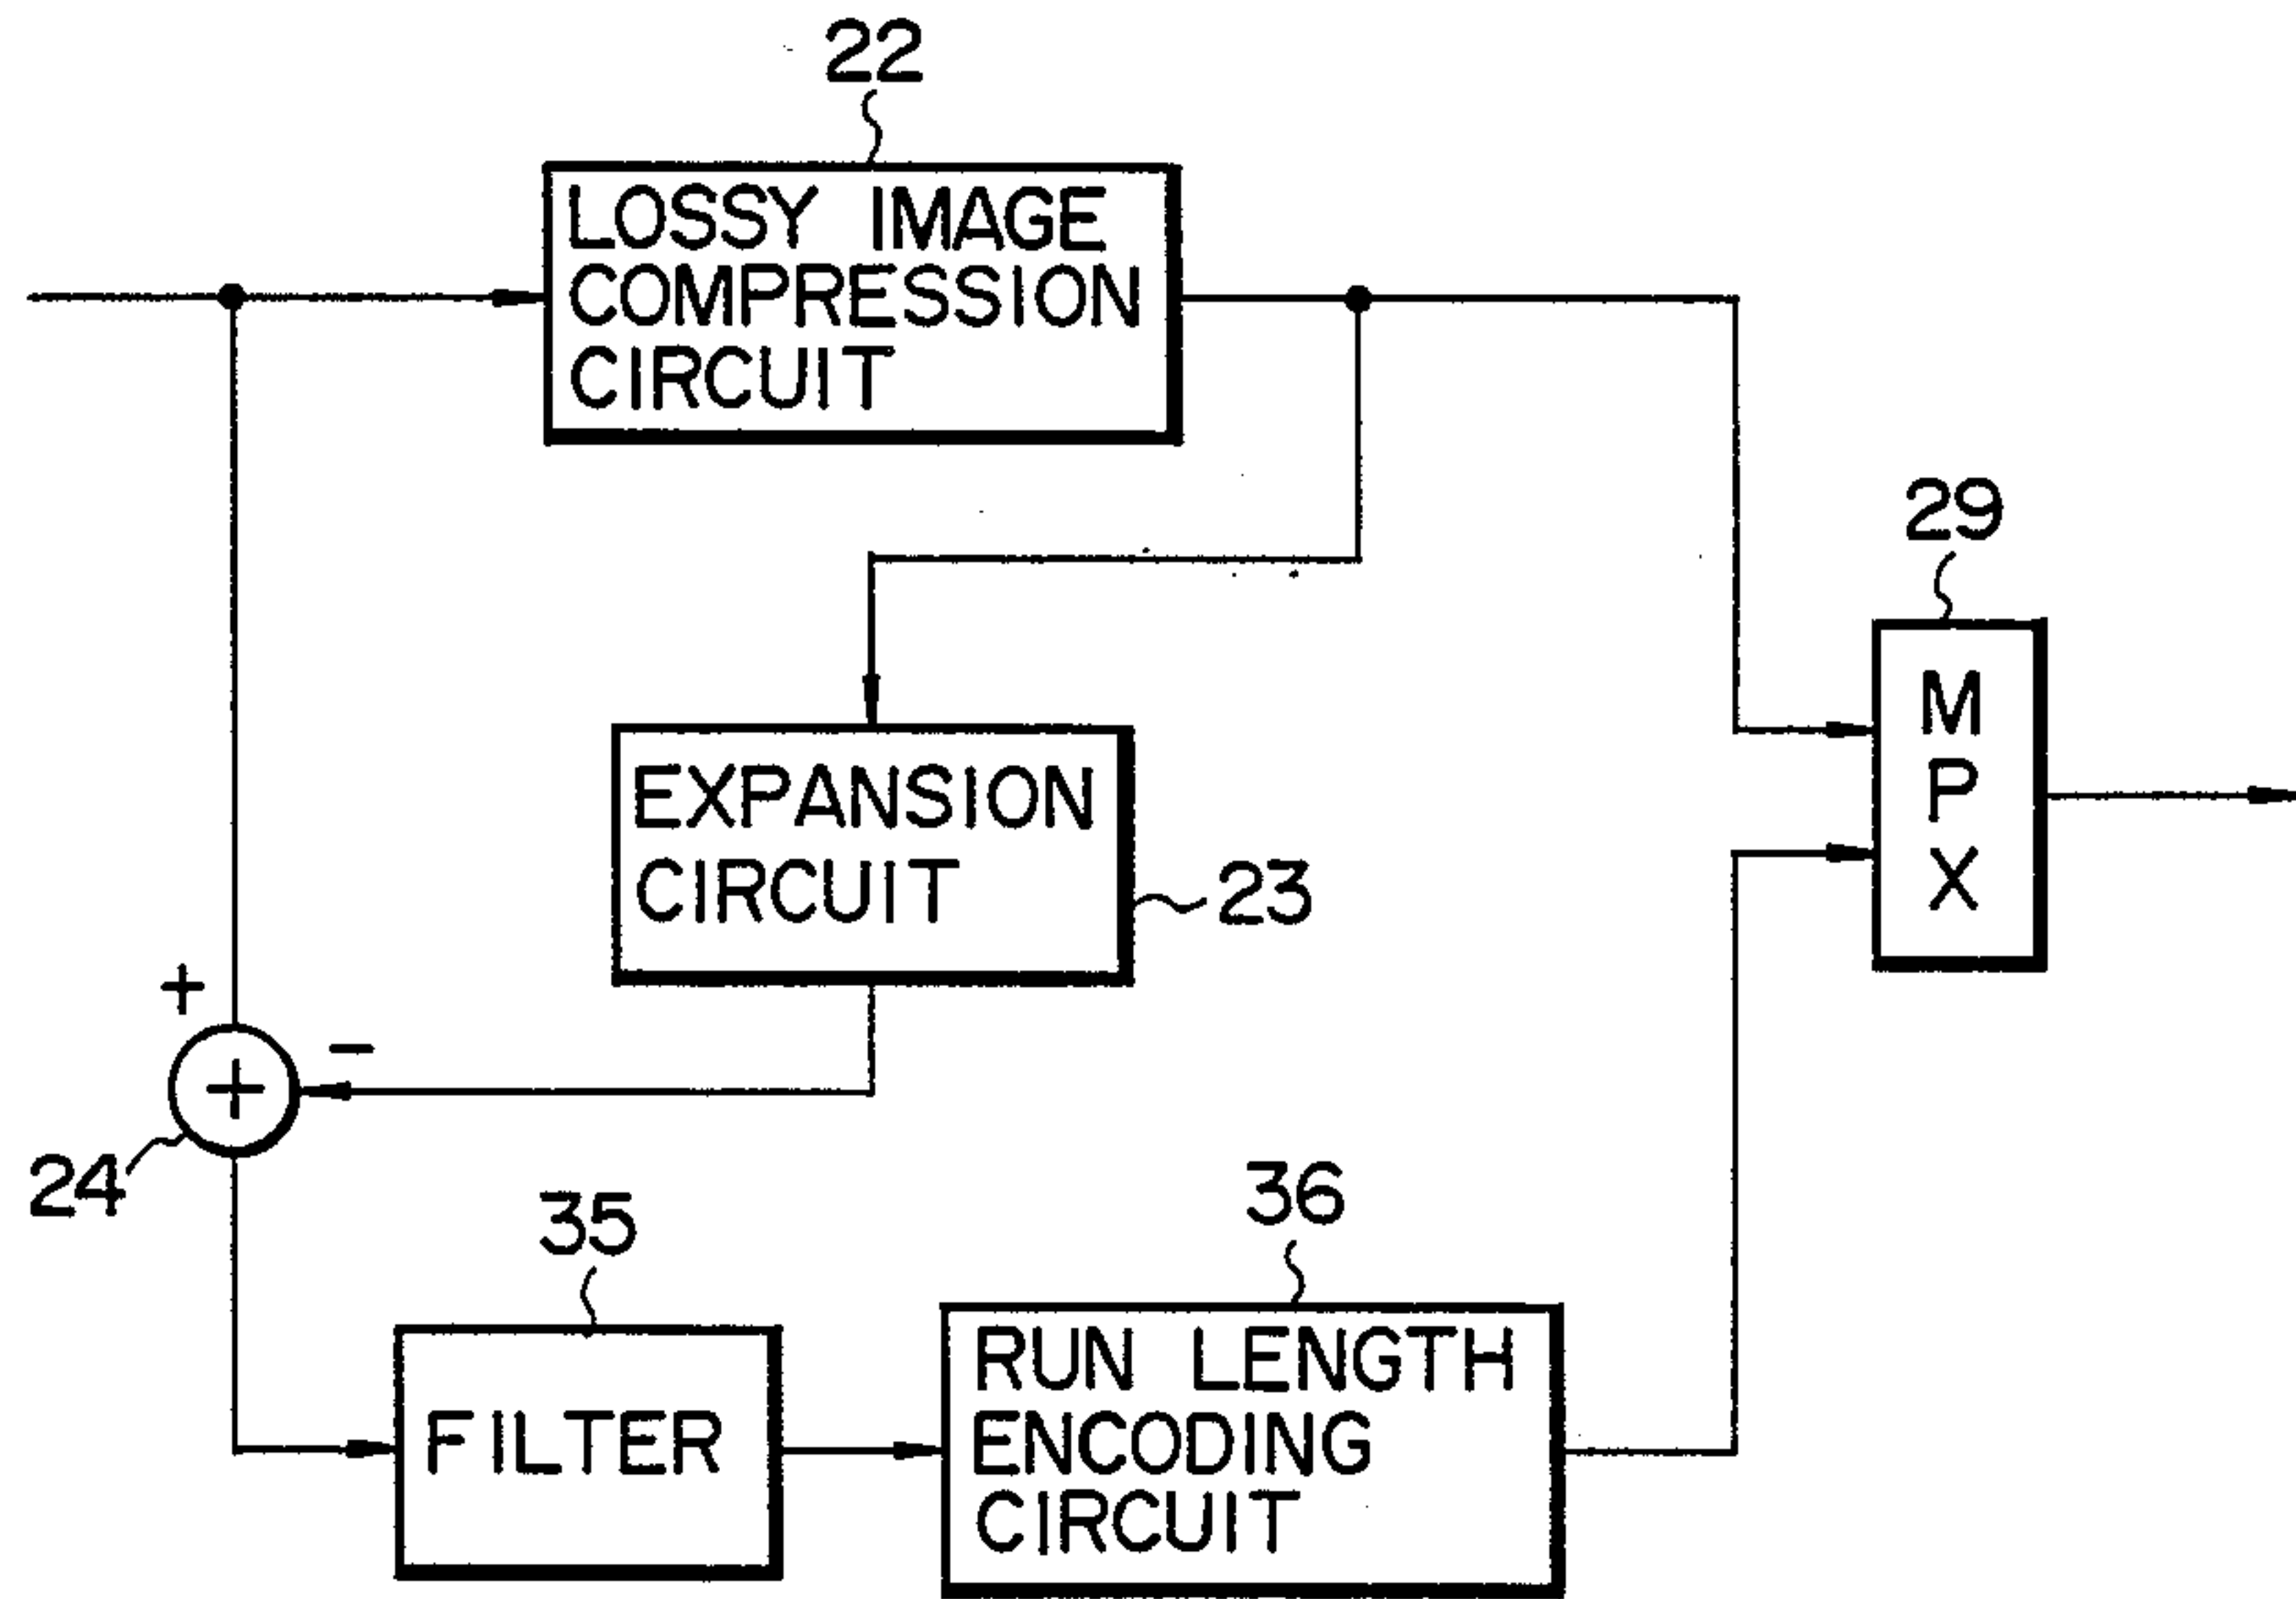 22
LOSSY IMAGE
COMPRESSION
CIRCUIT
29
M
P
X
EXPANSION
CIRCUIT
23
+
-
+
24
35
36
FILTER
RUN LENGTH
ENCODING
CIRCUIT